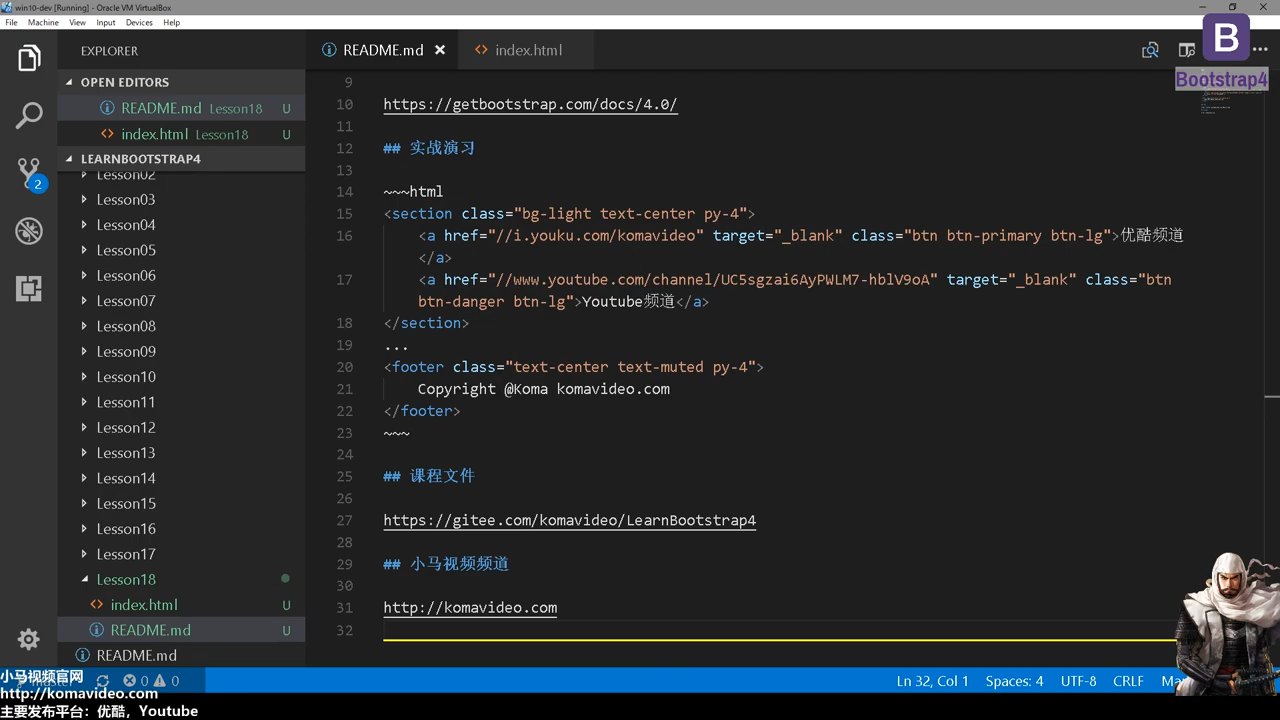 win10-dev [Running] - Oracle VM VirtualBox
File Machine View Input Devices Help
EXPLORER
OPEN EDITORS
README.md Lesson18 U
index.html Lesson18 U
LEARNBOOTSTRAP4
Lesson02
Lesson03
Lesson04
Lesson05
Lesson06
Lesson07
Lesson08
Lesson09
Lesson10
Lesson11
Lesson12
Lesson13
Lesson14
Lesson15
Lesson16
Lesson17
Lesson18
index.html U
README.md U
README.md
2
README.md index.html
B
Bootstrap4
9
10 https://getbootstrap.com/docs/4.0/
11
12 ## 实战演习
13
14 ~~~html
15 <section class="bg-light text-center py-4">
16 <a href="//i.youku.com/komavideo" target="_blank" class="btn btn-primary btn-lg">优酷频道
</a>
17 <a href="//www.youtube.com/channel/UC5sgzai6AyPWLM7-hblV9oA" target="_blank" class="btn
btn-danger btn-lg">Youtube频道</a>
18 </section>
19 ...
20 <footer class="text-center text-muted py-4">
21 Copyright @Koma komavideo.com
22 </footer>
23 ~~~
24
25 ## 课程文件
26
27 https://gitee.com/komavideo/LearnBootstrap4
28
29 ## 小马视频频道
30
31 http://komavideo.com
32
0 0
Ln 32, Col 1 Spaces: 4 UTF-8 CRLF
小马视频官网
http://komavideo.com
主要发布平台：优酷，Youtube